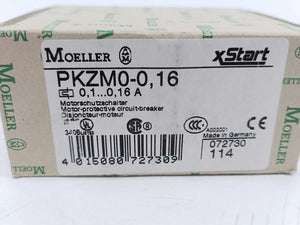 MOELLER
xStart
PKZM0-0,16
0,1...0,16 A
Motorschutzschalter
Motor-protective circuit-breaker
Disjoncteur-moteur
A002001
Made in Germany
072730
114
4 015080 727309